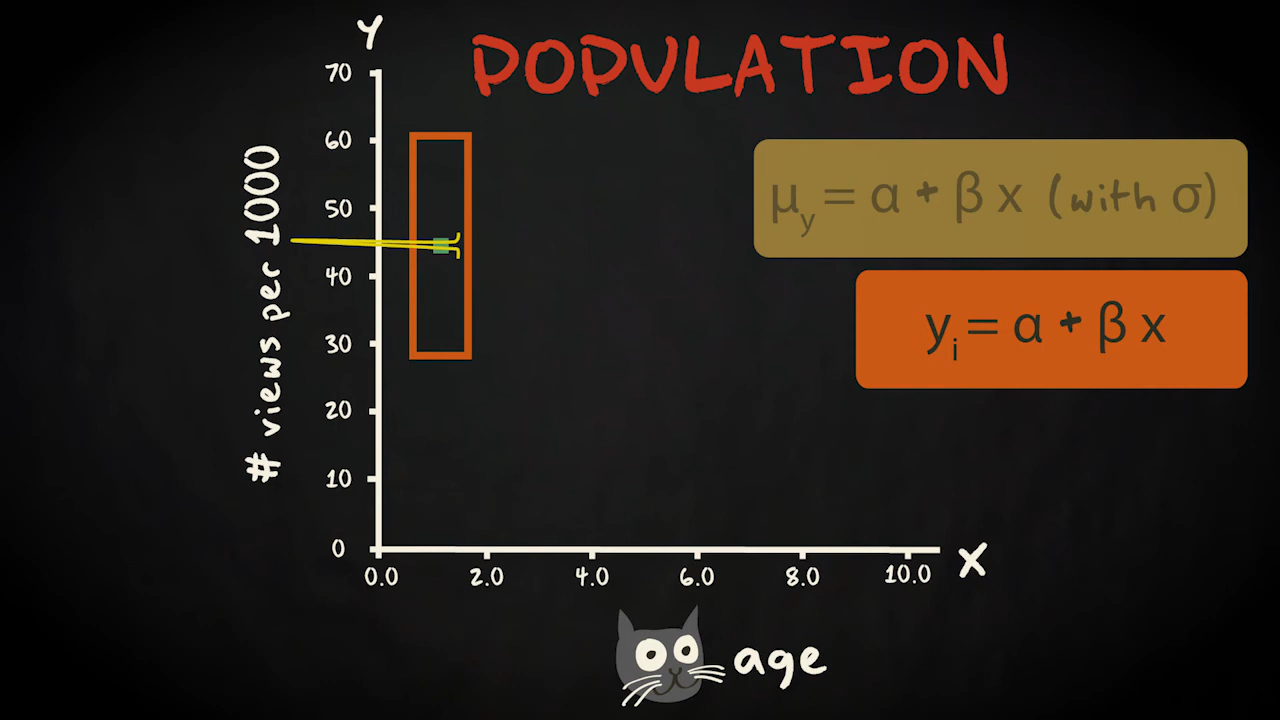 POPULATION
Y
70
60
50
40
30
20
10
0
# views per 1000
0.0 2.0 4.0 6.0 8.0 10.0
X
age
μy = α + β x (with σ)
yi = α + β x